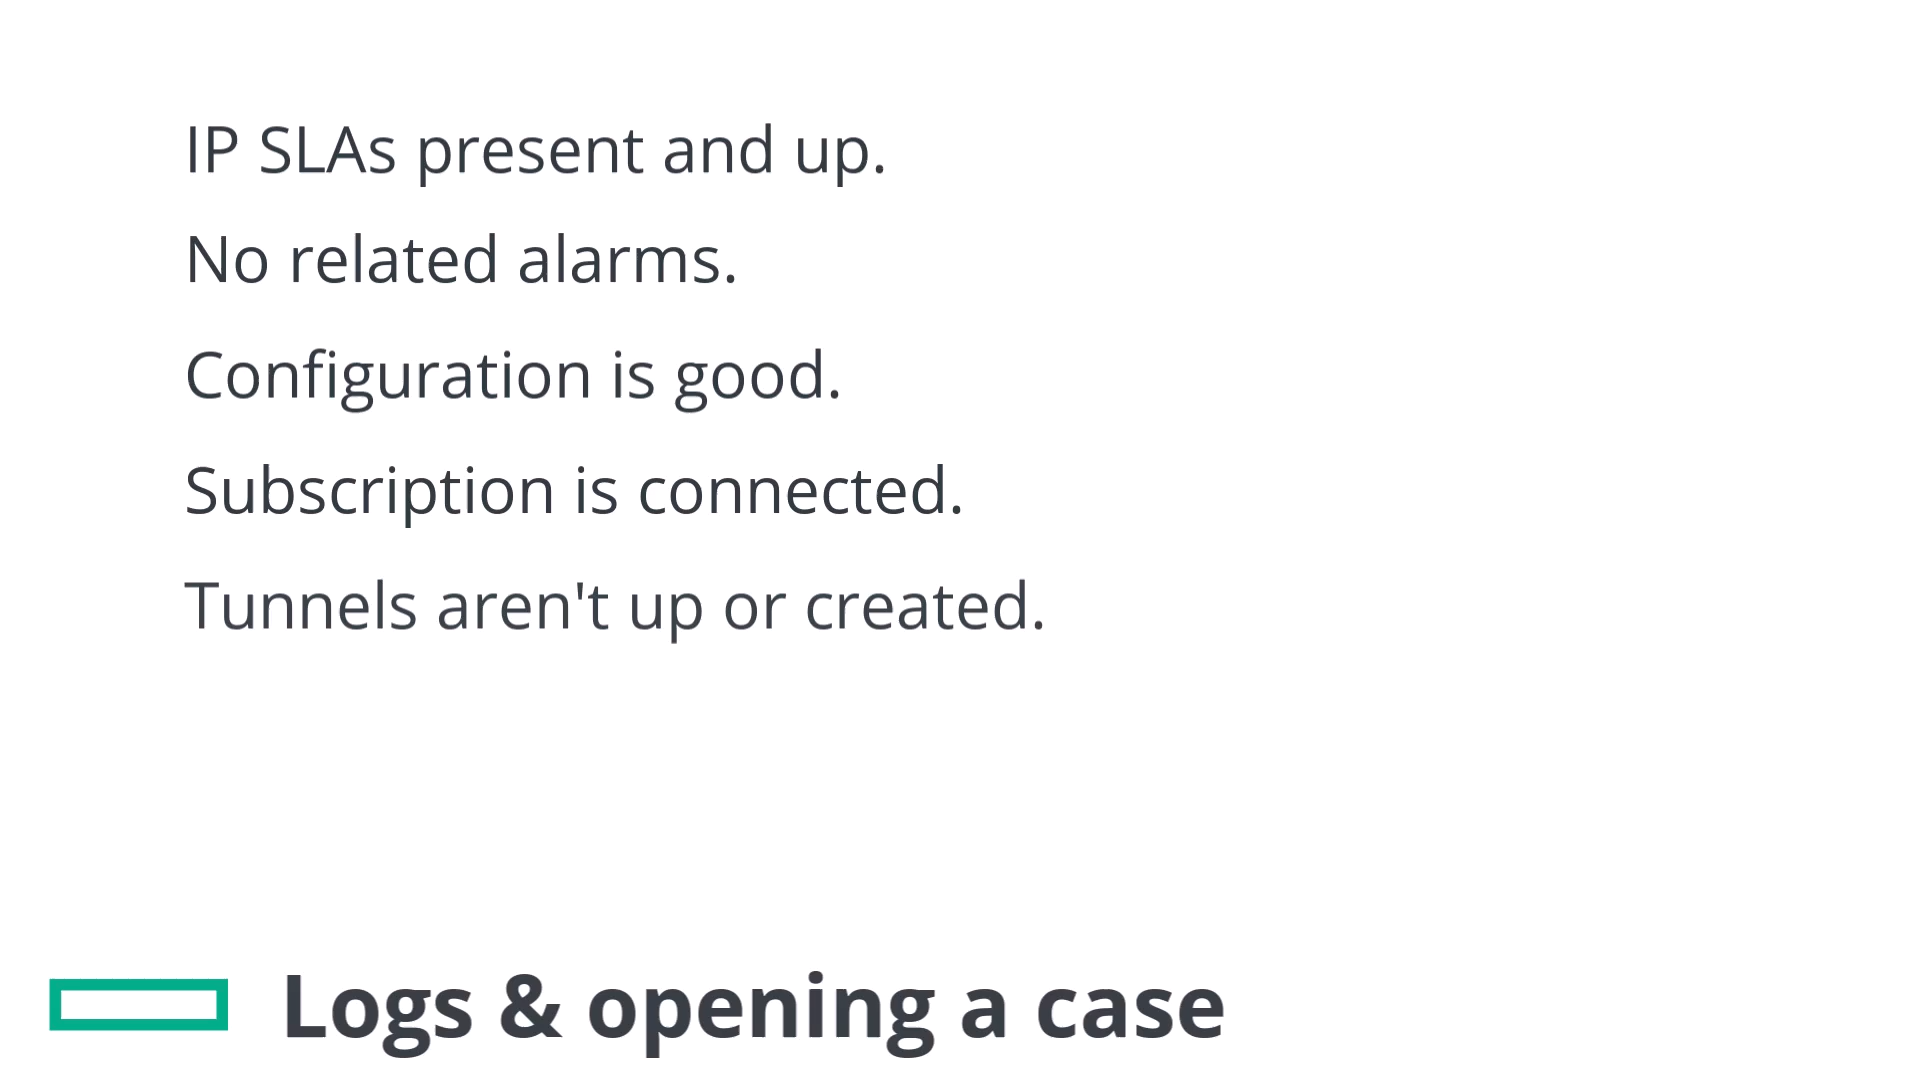 IP SLAs present and up.
No related alarms.
Configuration is good.
Subscription is connected.
Tunnels aren't up or created.
Logs & opening a case